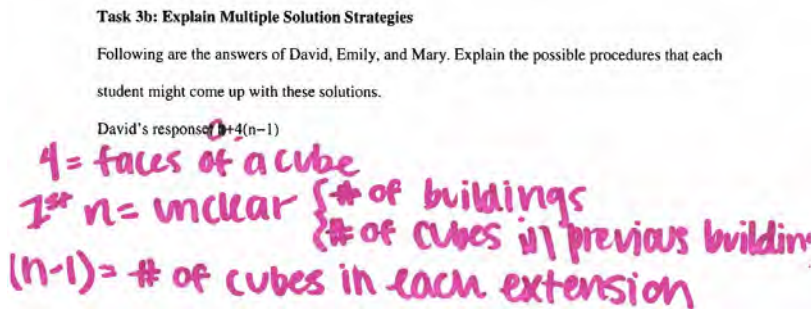 Task 3b: Explain Multiple Solution Strategies
Following are the answers of David, Emily, and Mary. Explain the possible procedures that each
student might come up with these solutions.
David's response: n+4(n−1)
4 = faces of a cube
1st n = unclear { # of buildings
{ # of cubes in previous building
(n-1) = # of cubes in each extension